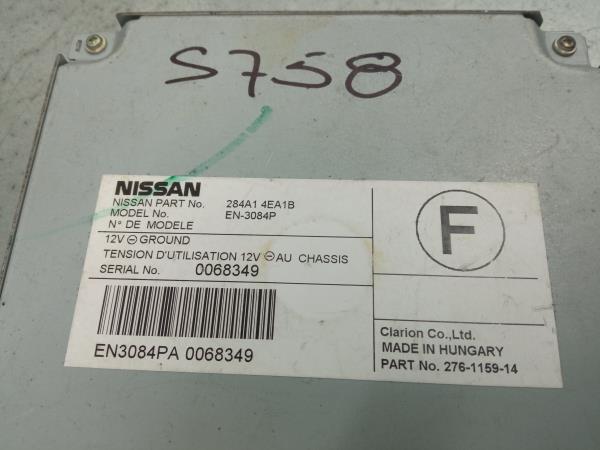 S758
NISSAN
NISSAN PART No. 284A1 4EA1B
MODEL No. EN-3084P
N° DE MODELE
12V ⊖ GROUND
TENSION D'UTILISATION 12V ⊖ AU CHASSIS
SERIAL No. 0068349
EN3084PA 0068349
F
Clarion Co.,Ltd.
MADE IN HUNGARY
PART No. 276-1159-14